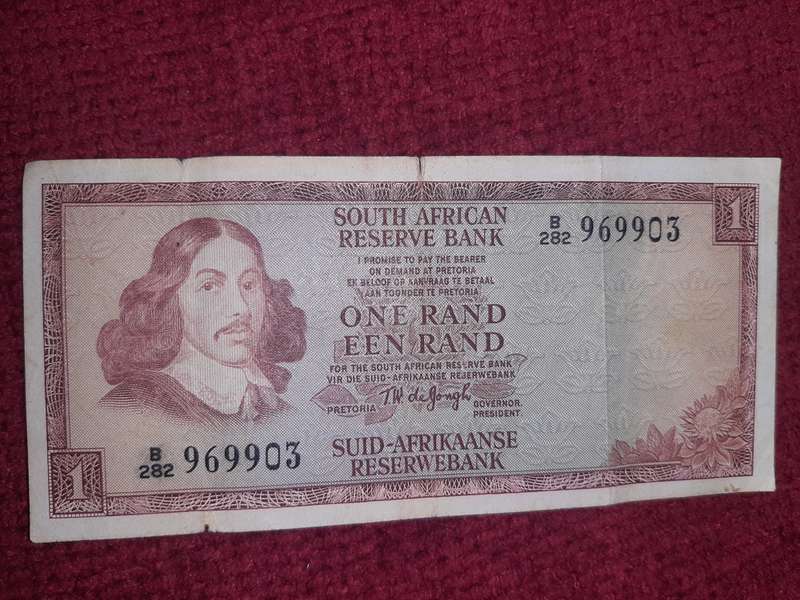 SOUTH AFRICAN
RESERVE BANK
B/282 969903
1
I PROMISE TO PAY THE BEARER
ON DEMAND AT PRETORIA
EK BELOOF OP AANVRAAG TE BETAAL
AAN TOONDER TE PRETORIA
ONE RAND
EEN RAND
FOR THE SOUTH AFRICAN RESERVE BANK
VIR DIE SUID-AFRIKAANSE RESERWEBANK
T.W. de Jongh
PRETORIA
GOVERNOR.
PRESIDENT.
B/282 969903
SUID-AFRIKAANSE
RESERWEBANK
1